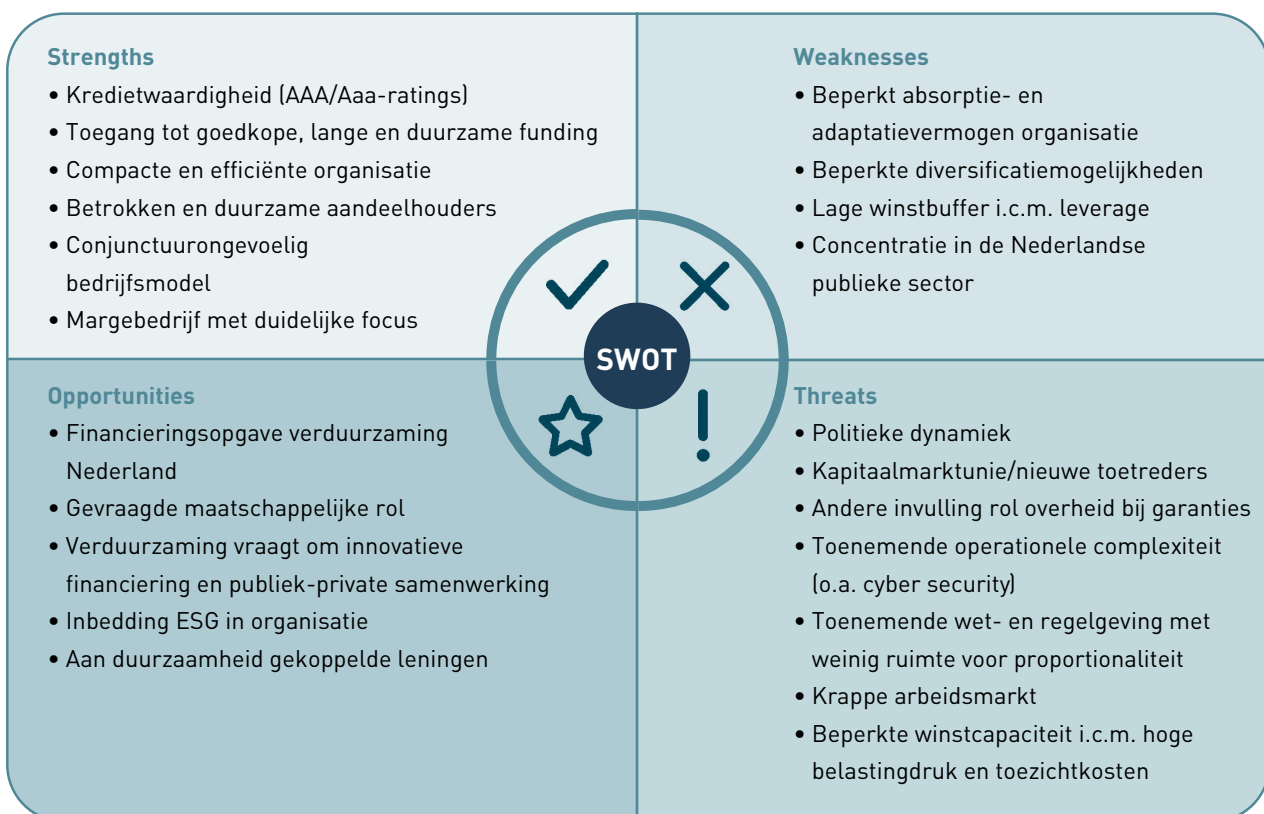 Strengths
• Kredietwaardigheid (AAA/Aaa-ratings)
• Toegang tot goedkope, lange en duurzame funding
• Compacte en efficiënte organisatie
• Betrokken en duurzame aandeelhouders
• Conjunctuurongevoelig
bedrijfsmodel
• Margebedrijf met duidelijke focus
Weaknesses
• Beperkt absorptie- en
adaptatievermogen organisatie
• Beperkte diversificatiemogelijkheden
• Lage winstbuffer i.c.m. leverage
• Concentratie in de Nederlandse
publieke sector
SWOT
Opportunities
• Financieringsopgave verduurzaming
Nederland
• Gevraagde maatschappelijke rol
• Verduurzaming vraagt om innovatieve
financiering en publiek-private samenwerking
• Inbedding ESG in organisatie
• Aan duurzaamheid gekoppelde leningen
Threats
• Politieke dynamiek
• Kapitaalmarktunie/nieuwe toetreders
• Andere invulling rol overheid bij garanties
• Toenemende operationele complexiteit
(o.a. cyber security)
• Toenemende wet- en regelgeving met
weinig ruimte voor proportionaliteit
• Krappe arbeidsmarkt
• Beperkte winstcapaciteit i.c.m. hoge
belastingdruk en toezichtkosten